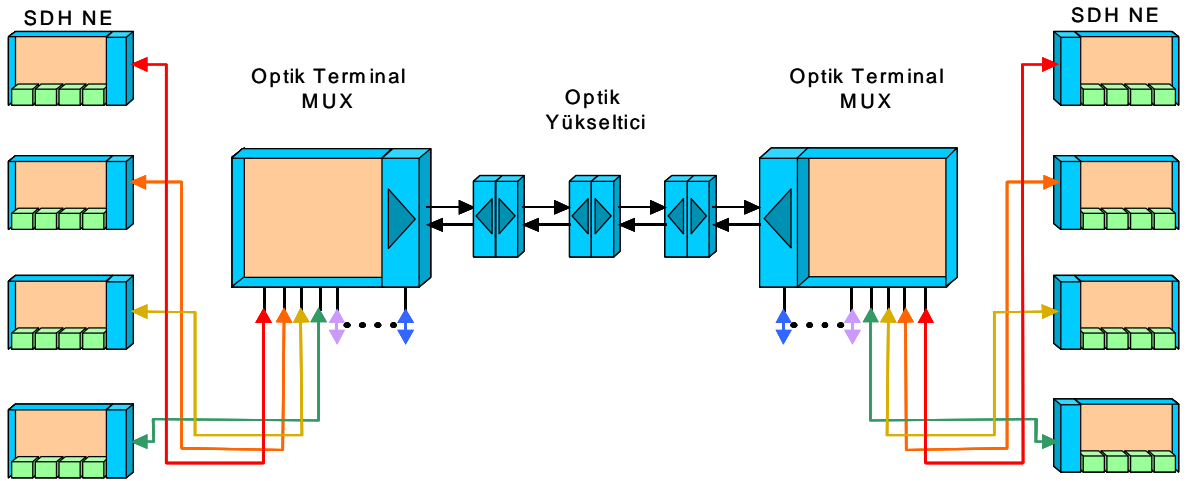 SDH NE
Optik Terminal
MUX
Optik
Yükseltici
Optik Terminal
MUX
SDH NE